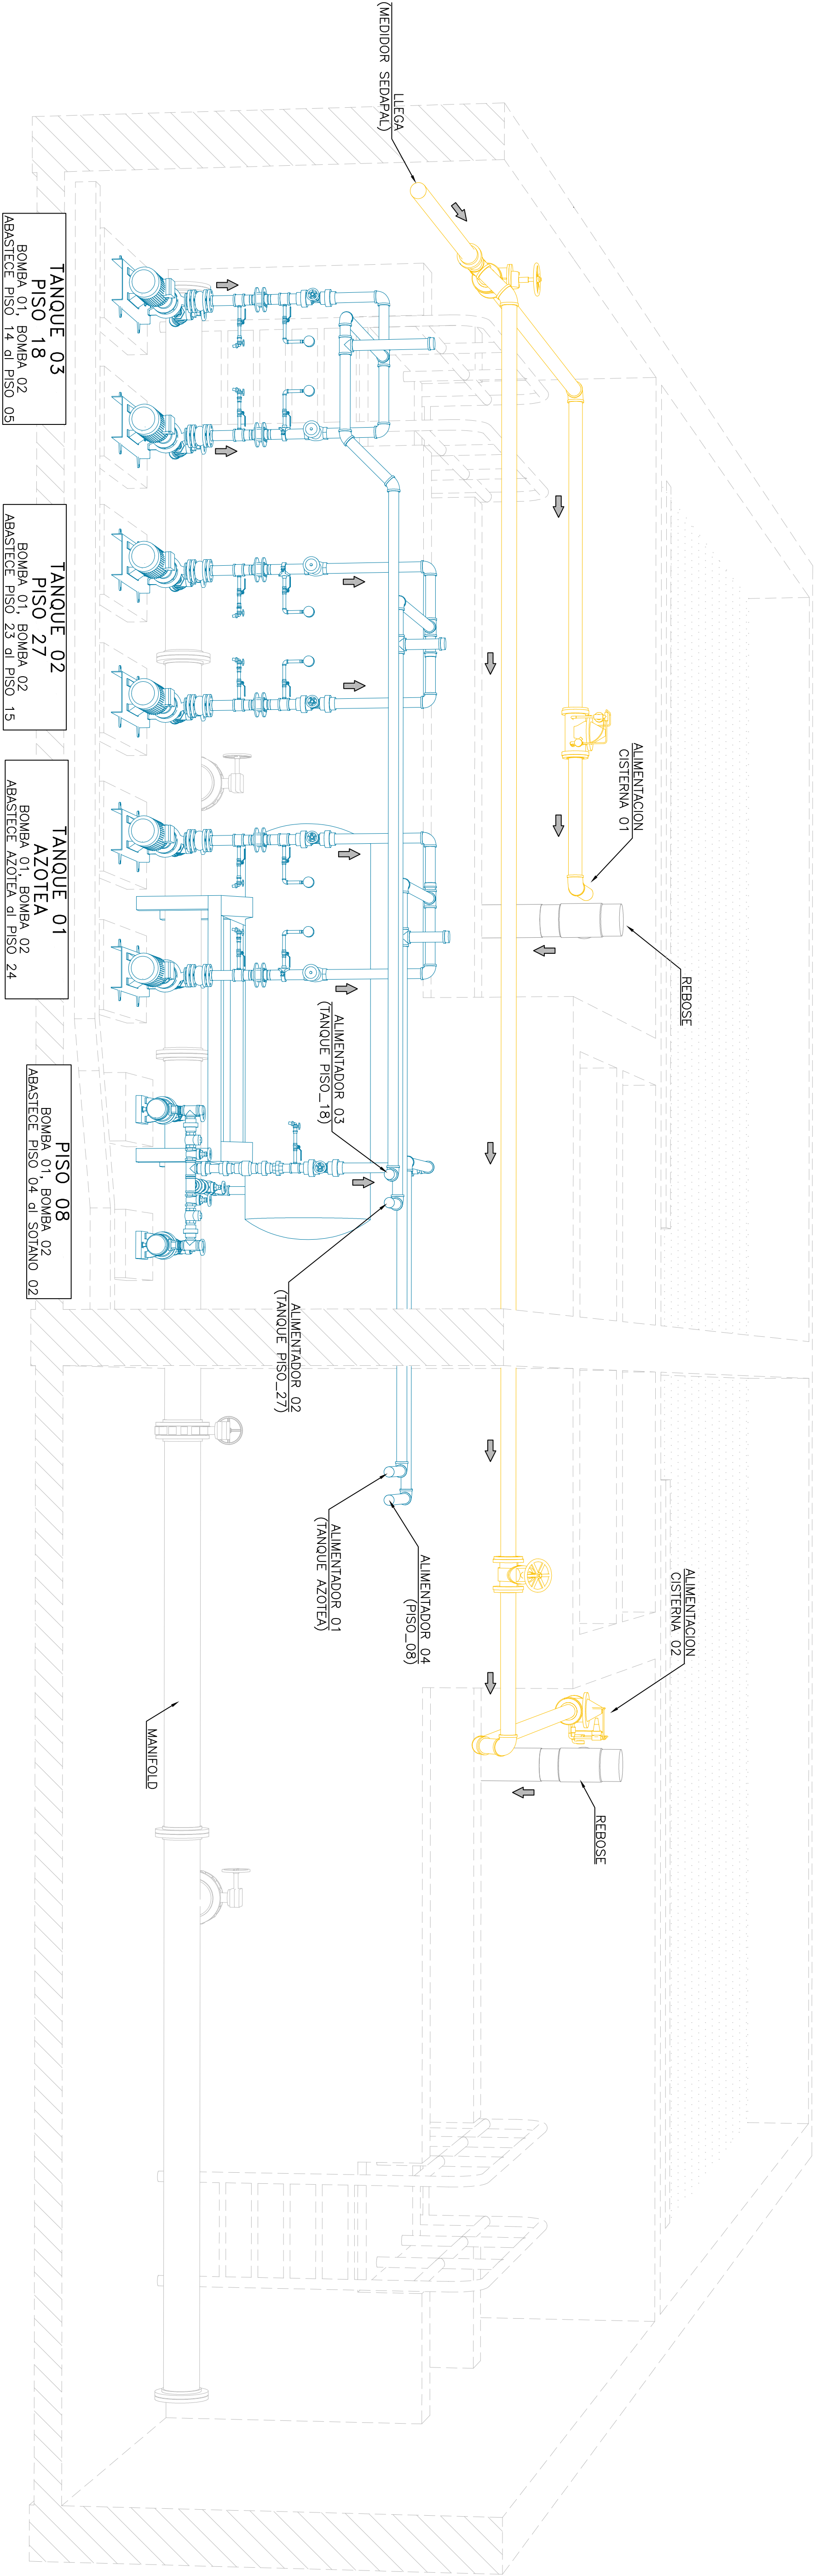 LLEGA
(MEDIDOR SEDAPAL)
ALIMENTACION
CISTERNA 01
REBOSE
ALIMENTACION
CISTERNA 02
REBOSE
ALIMENTADOR 03
(TANQUE PISO_18)
ALIMENTADOR 02
(TANQUE PISO_27)
ALIMENTADOR 01
(TANQUE AZOTEA)
ALIMENTADOR 04
(PISO_08)
MANIFOLD
TANQUE 03
PISO 18
BOMBA 01, BOMBA 02
ABASTECE PISO 14 al PISO 05
TANQUE 02
PISO 27
BOMBA 01, BOMBA 02
ABASTECE PISO 23 al PISO 15
TANQUE 01
AZOTEA
BOMBA 01, BOMBA 02
ABASTECE AZOTEA al PISO 24
PISO 08
BOMBA 01, BOMBA 02
ABASTECE PISO 04 al SOTANO 02